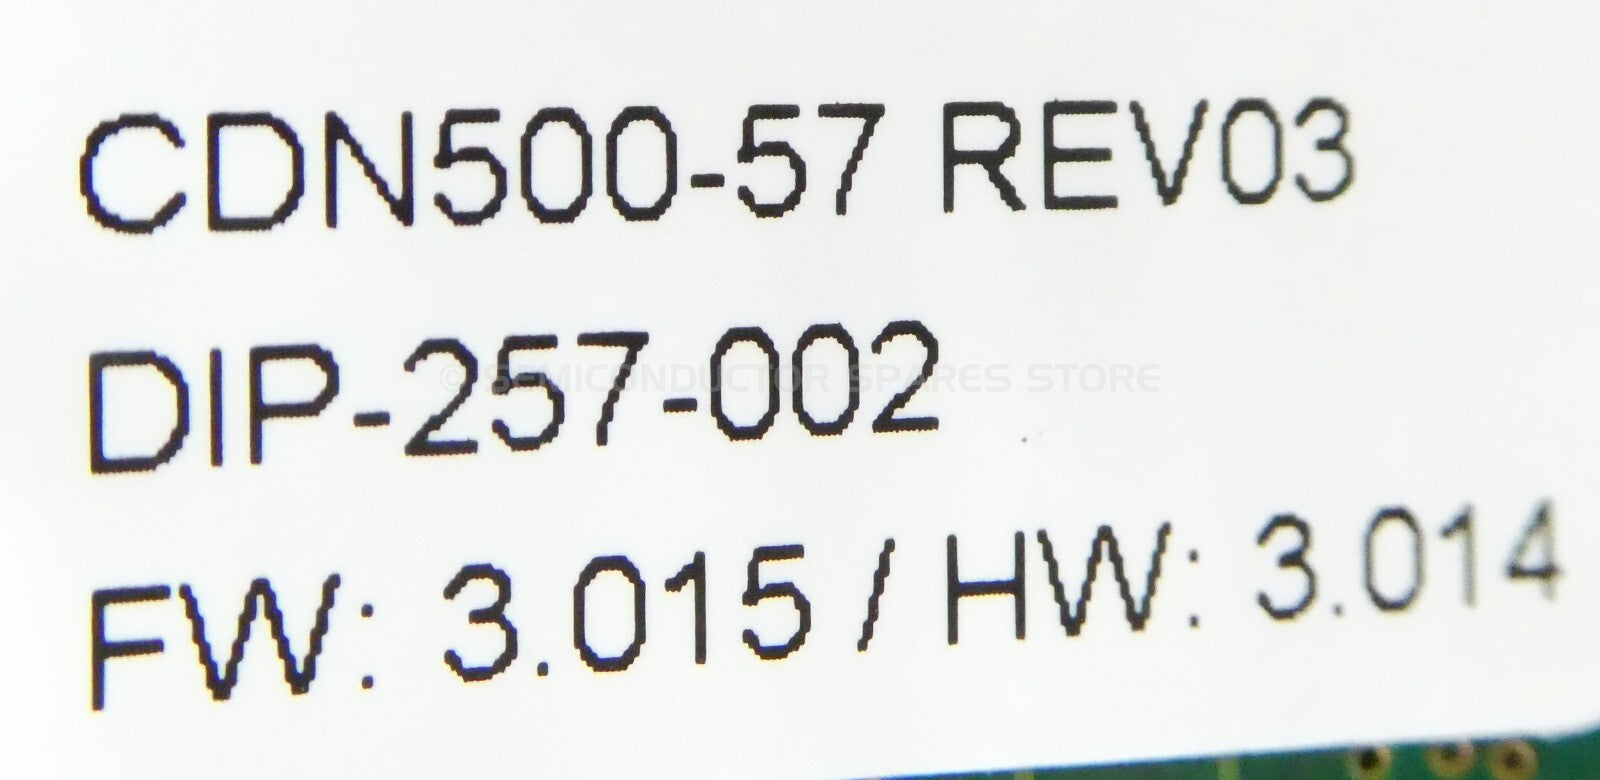 CDN500-57 REV03
DIP-257-002
© SEMICONDUCTOR SPARES STORE
FW: 3.015 / HW: 3.014